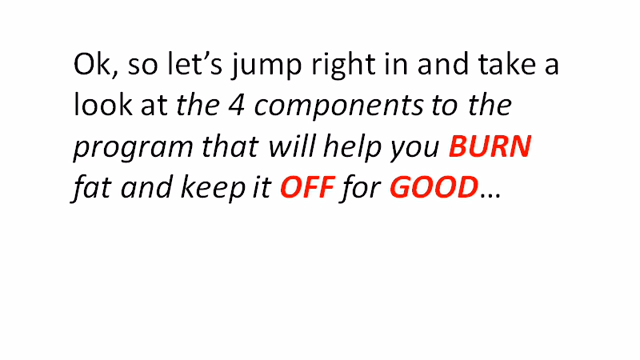 Ok, so let’s jump right in and take a
look at the 4 components to the
program that will help you BURN
fat and keep it OFF for GOOD…